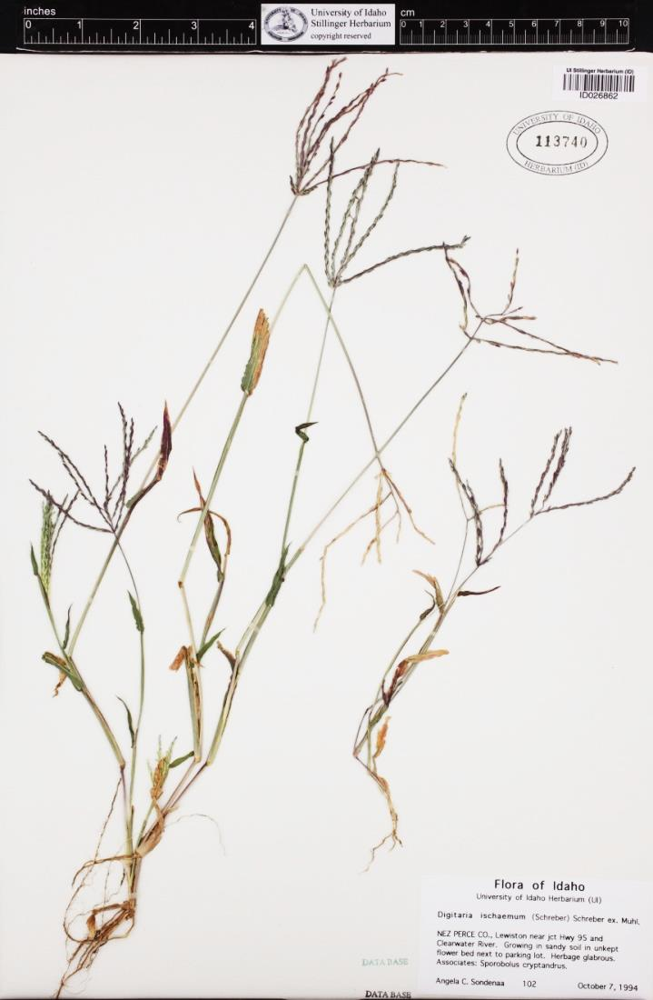 inches
0 1 2 3 4
University of Idaho
Stillinger Herbarium
copyright reserved
cm
0 1 2 3 4 5 6 7 8 9 10
UI Stillinger Herbarium (ID)
ID026862
UNIVERSITY OF IDAHO
113740
HERBARIUM (ID)
Flora of Idaho
University of Idaho Herbarium (UI)
Digitaria ischaemum (Schreber) Schreber ex. Muhl.
NEZ PERCE CO., Lewiston near jct Hwy 95 and
Clearwater River. Growing in sandy soil in unkept
flower bed next to parking lot. Herbage glabrous.
Associates: Sporobolus cryptandrus.
Angela C. Sondenaa 102 October 7, 1994
DATA BASE
DATA BASE